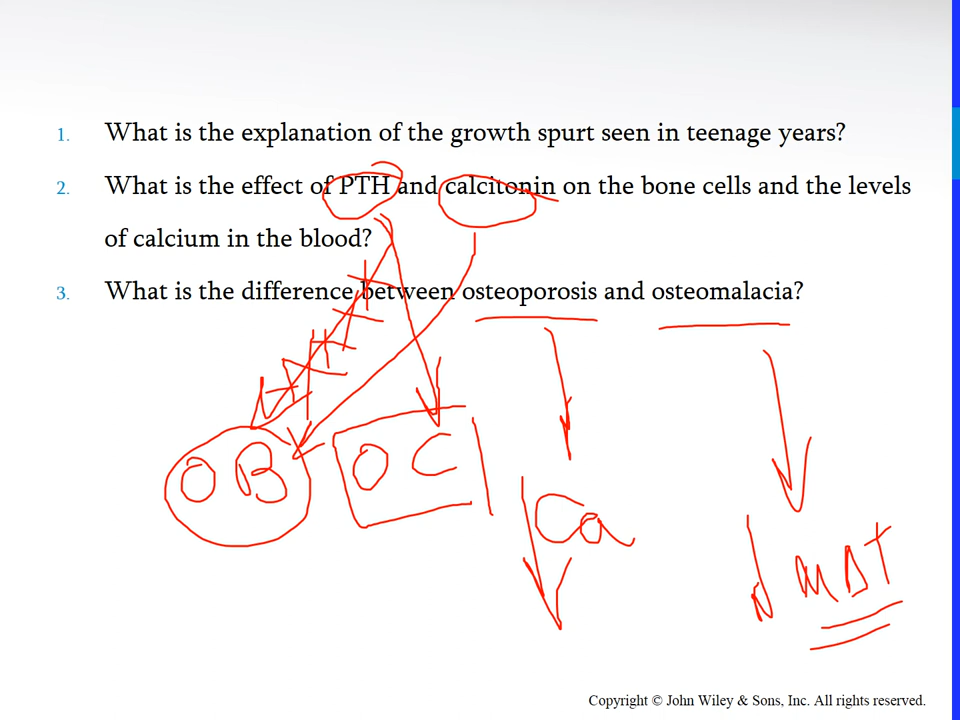 1. What is the explanation of the growth spurt seen in teenage years?
2. What is the effect of PTH and calcitonin on the bone cells and the levels
of calcium in the blood?
3. What is the difference between osteoporosis and osteomalacia?
OB OC
Ca
Copyright © John Wiley & Sons, Inc. All rights reserved.